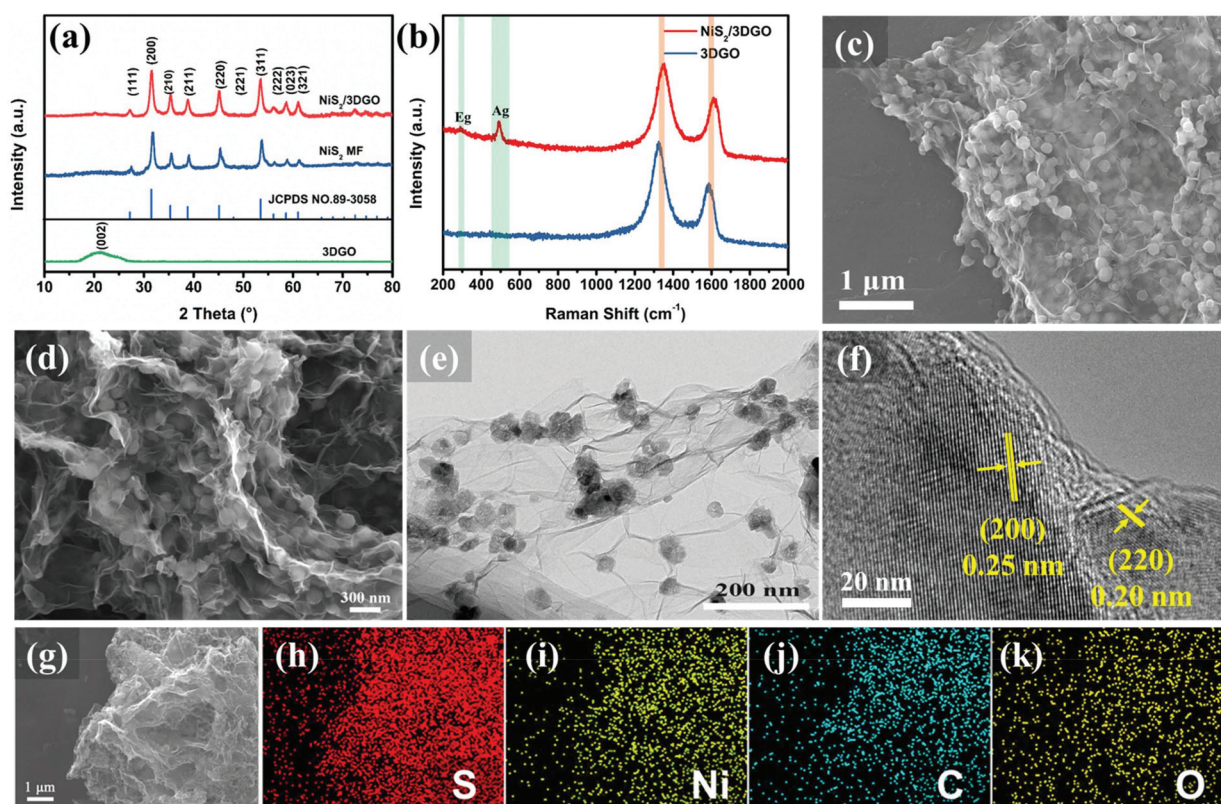 (a)
Intensity (a.u.)
(111)
(200)
(210)
(211)
(220)
(221)
(311)
(222)
(023)
(321)
NiS₂/3DGO
NiS₂ MF
JCPDS NO.89-3058
(002)
3DGO
10 20 30 40 50 60 70 80
2 Theta (°)
(b)
Intensity (a.u.)
NiS₂/3DGO
3DGO
Eg
Ag
200 400 600 800 1000 1200 1400 1600 1800 2000
Raman Shift (cm⁻¹)
(c)
1 µm
(d)
300 nm
(e)
200 nm
(f)
(200)
0.25 nm
(220)
0.20 nm
20 nm
(g)
1 µm
(h)
S
(i)
Ni
(j)
C
(k)
O